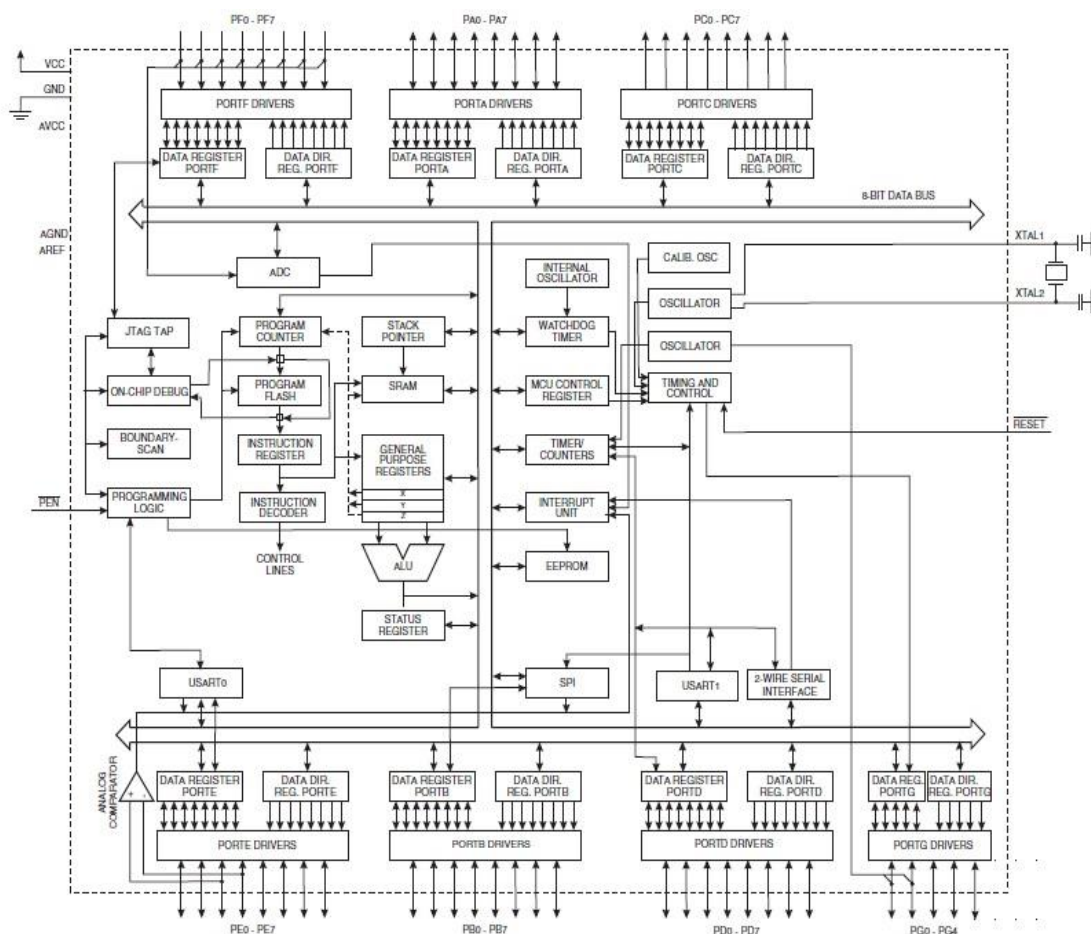 PF0 - PF7
PA0 - PA7
PC0 - PC7
VCC
GND
AVCC
PORTF DRIVERS
PORTA DRIVERS
PORTC DRIVERS
DATA REGISTER
PORTF
DATA DIR.
REG. PORTF
DATA REGISTER
PORTA
DATA DIR.
REG. PORTA
DATA REGISTER
PORTC
DATA DIR.
REG. PORTC
8-BIT DATA BUS
AGND
AREF
XTAL1
XTAL2
ADC
INTERNAL
OSCILLATOR
CALIB. OSC
OSCILLATOR
OSCILLATOR
JTAG TAP
PROGRAM
COUNTER
STACK
POINTER
WATCHDOG
TIMER
ON-CHIP DEBUG
PROGRAM
FLASH
SRAM
MCU CONTROL
REGISTER
TIMING AND
CONTROL
RESET
BOUNDARY-
SCAN
INSTRUCTION
REGISTER
GENERAL
PURPOSE
REGISTERS
X
Y
Z
TIMER/
COUNTERS
PEN
PROGRAMMING
LOGIC
INSTRUCTION
DECODER
INTERRUPT
UNIT
CONTROL
LINES
ALU
EEPROM
STATUS
REGISTER
USART0
SPI
USART1
2-WIRE SERIAL
INTERFACE
ANALOG
COMPARATOR
+ -
DATA REGISTER
PORTE
DATA DIR.
REG. PORTE
DATA REGISTER
PORTB
DATA DIR.
REG. PORTB
DATA REGISTER
PORTD
DATA DIR.
REG. PORTD
DATA REG.
PORTG
DATA DIR.
REG. PORTG
PORTE DRIVERS
PORTB DRIVERS
PORTD DRIVERS
PORTG DRIVERS
PE0 - PE7
PB0 - PB7
PD0 - PD7
PG0 - PG4